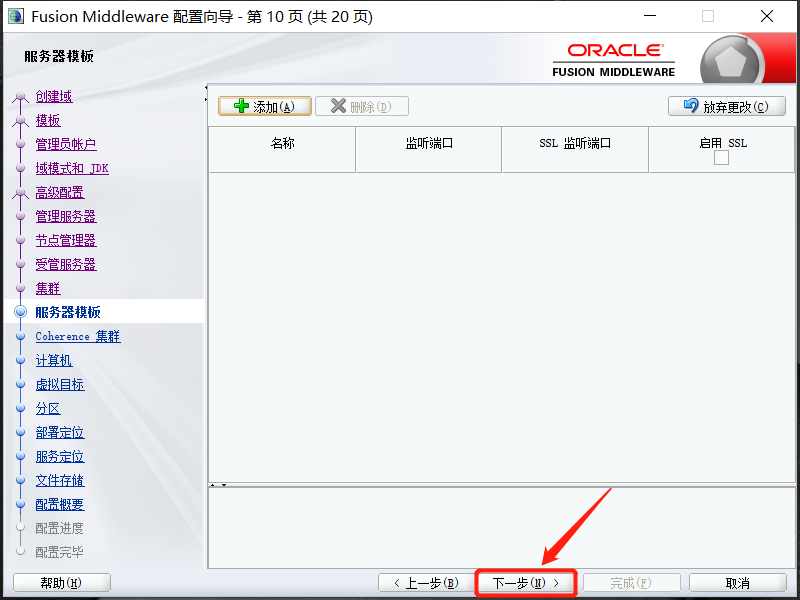 Fusion Middleware 配置向导 - 第 10 页 (共 20 页)
服务器模板
ORACLE
FUSION MIDDLEWARE
创建域
模板
管理员帐户
域模式和 JDK
高级配置
管理服务器
节点管理器
受管服务器
集群
服务器模板
Coherence 集群
计算机
虚拟目标
分区
部署定位
服务定位
文件存储
配置概要
配置进度
配置完毕
添加(A) 删除(D) 放弃更改(C)
名称 监听端口 SSL 监听端口 启用 SSL
帮助(H) < 上一步(B) 下一步(N) > 完成(F) 取消